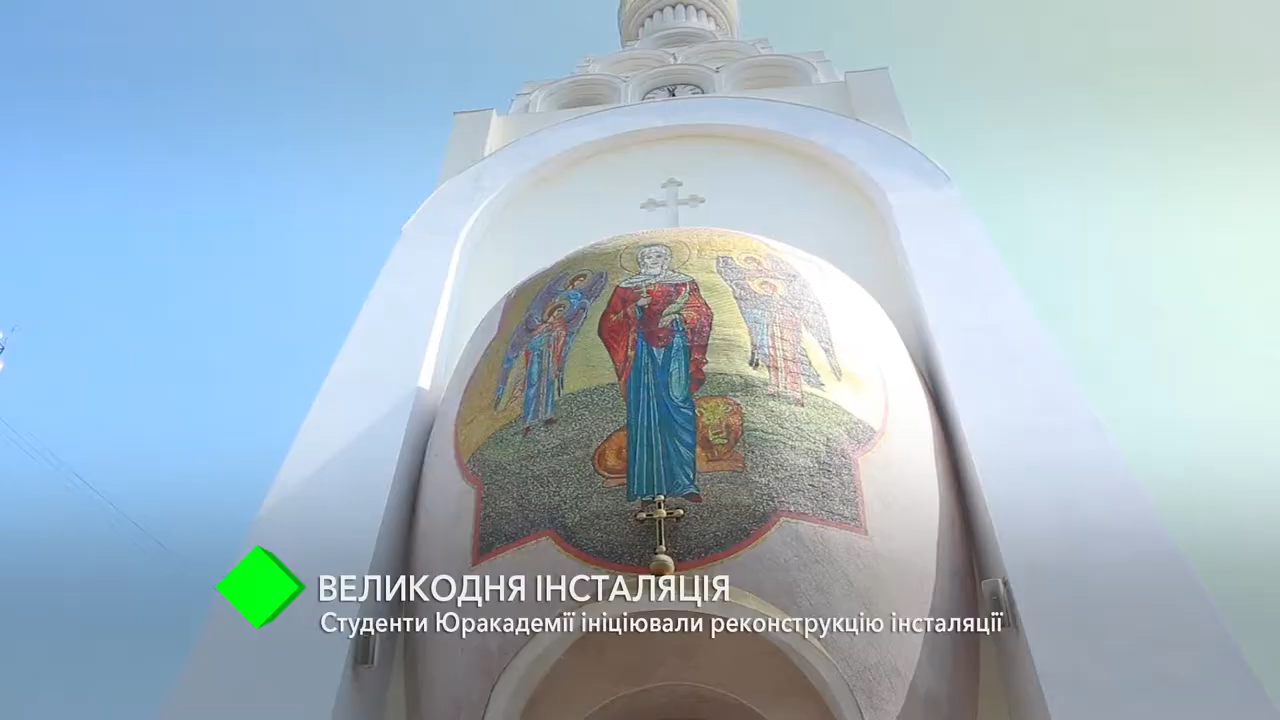 ВЕЛИКОДНЯ ІНСТАЛЯЦІЯ
Студенти Юракадемії ініціювали реконструкцію інсталяції